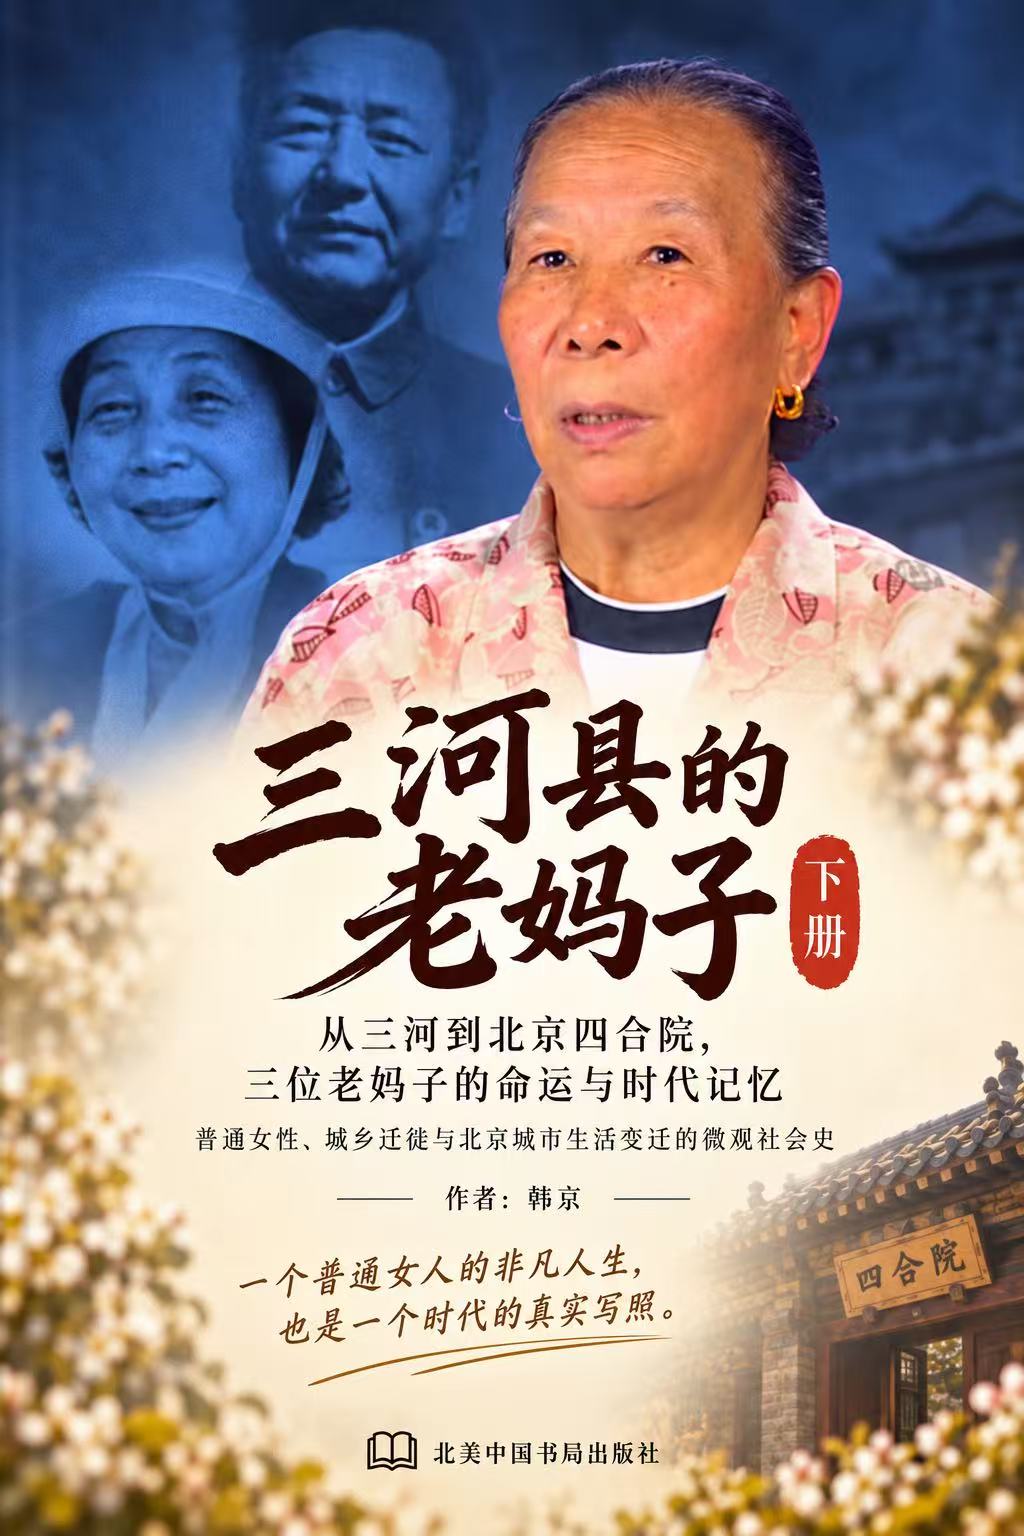 三河县的
老妈子
下册
从三河到北京四合院，
三位老妈子的命运与时代记忆
普通女性、城乡迁徙与北京城市生活变迁的微观社会史
作者：韩京
四合院
一个普通女人的非凡人生，
也是一个时代的真实写照。
北美中国书局出版社